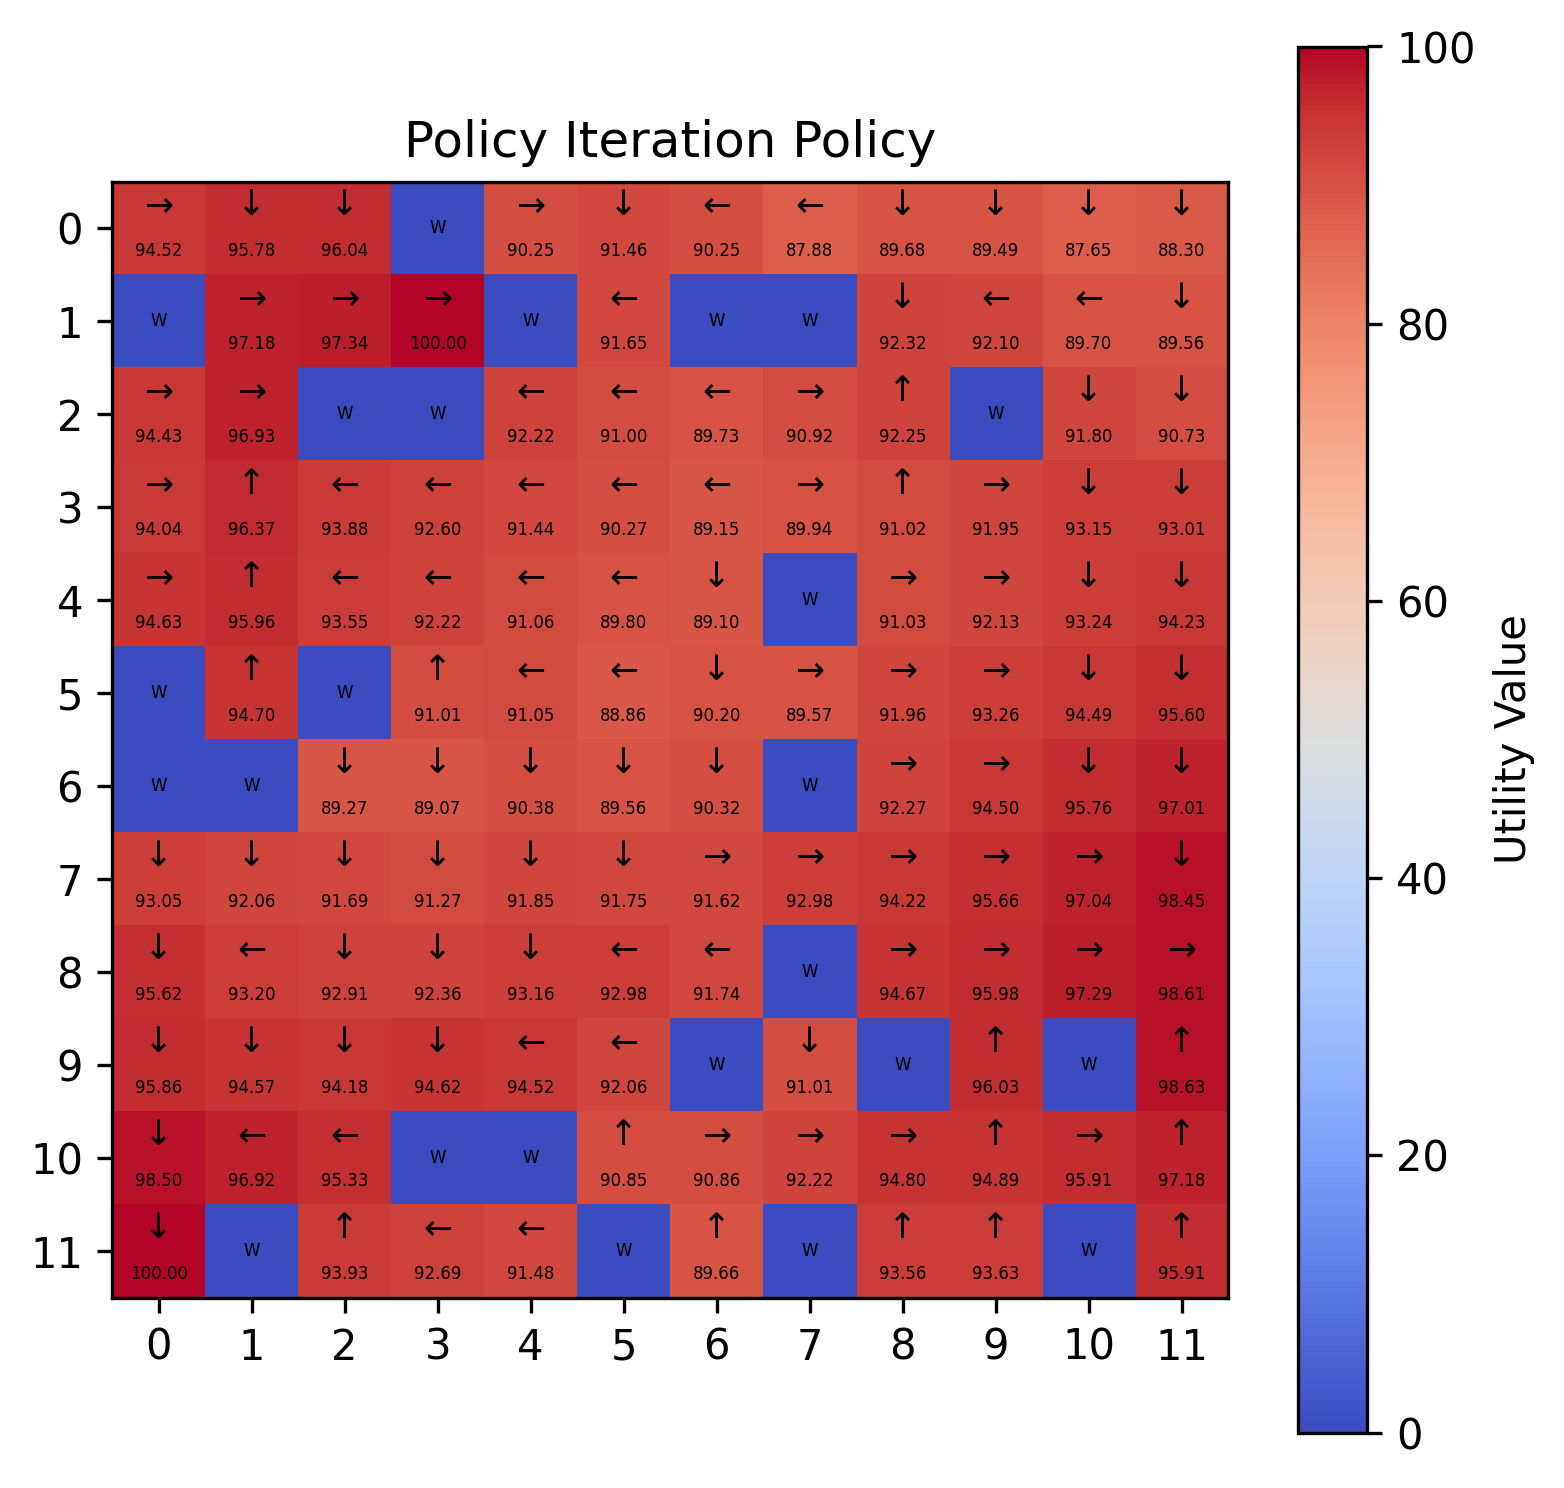 Policy Iteration Policy
0 → ↓ ↓ W → ↓ ← ← ↓ ↓ ↓ ↓
94.52 95.78 96.04 90.25 91.46 90.25 87.88 89.68 89.49 87.65 88.30
1 W → → → W ← W W ↓ ← ← ↓
97.18 97.34 100.00 91.65 92.32 92.10 89.70 89.56
2 → → W W ← ← ← → ↑ W ↓ ↓
94.43 96.93 92.22 91.00 89.73 90.92 92.25 91.80 90.73
3 → ↑ ← ← ← ← ← → ↑ → ↓ ↓
94.04 96.37 93.88 92.60 91.44 90.27 89.15 89.94 91.02 91.95 93.15 93.01
4 → ↑ ← ← ← ← ↓ W → → ↓ ↓
94.63 95.96 93.55 92.22 91.06 89.80 89.10 91.03 92.13 93.24 94.23
5 W ↑ W ↑ ← ← ↓ → → → ↓ ↓
94.70 91.01 91.05 88.86 90.20 89.57 91.96 93.26 94.49 95.60
6 W W ↓ ↓ ↓ ↓ ↓ W → → ↓ ↓
89.27 89.07 90.38 89.56 90.32 92.27 94.50 95.76 97.01
7 ↓ ↓ ↓ ↓ ↓ ↓ → → → → → ↓
93.05 92.06 91.69 91.27 91.85 91.75 91.62 92.98 94.22 95.66 97.04 98.45
8 ↓ ← ↓ ↓ ↓ ← ← W → → → →
95.62 93.20 92.91 92.36 93.16 92.98 91.74 94.67 95.98 97.29 98.61
9 ↓ ↓ ↓ ↓ ← ← W ↓ W ↑ W ↑
95.86 94.57 94.18 94.62 94.52 92.06 91.01 96.03 98.63
10 ↓ ← ← W W ↑ → → → ↑ → ↑
98.50 96.92 95.33 90.85 90.86 92.22 94.80 94.89 95.91 97.18
11 ↓ W ↑ ← ← W ↑ W ↑ ↑ W ↑
100.00 93.93 92.69 91.48 89.66 93.56 93.63 95.91
0 1 2 3 4 5 6 7 8 9 10 11
100
80
60
40
20
0
Utility Value